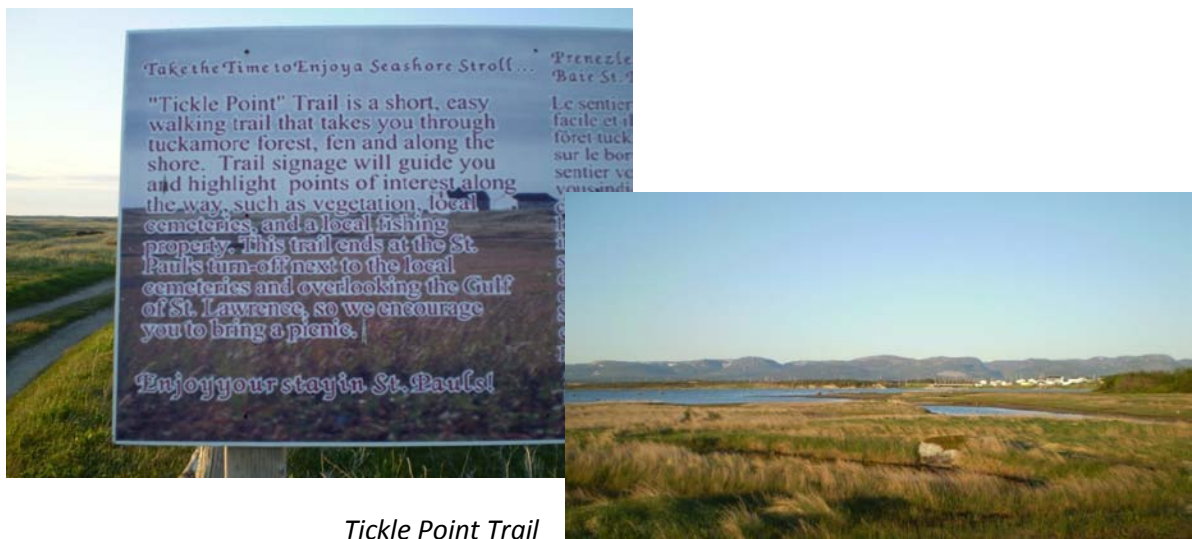 Take the Time to Enjoy a Seashore Stroll...
"Tickle Point" Trail is a short, easy
walking trail that takes you through
tuckamore forest, fen and along the
shore. Trail signage will guide you
and highlight points of interest along
the way, such as vegetation, local
cemeteries, and a local fishing
property. This trail ends at the St.
Paul's turn-off next to the local
cemeteries and overlooking the Gulf
of St. Lawrence, so we encourage
you to bring a picnic.
Enjoy your stay in St. Pauls!
Baie St.
Le sentier
facile et
sur le
sentier
Tickle Point Trail